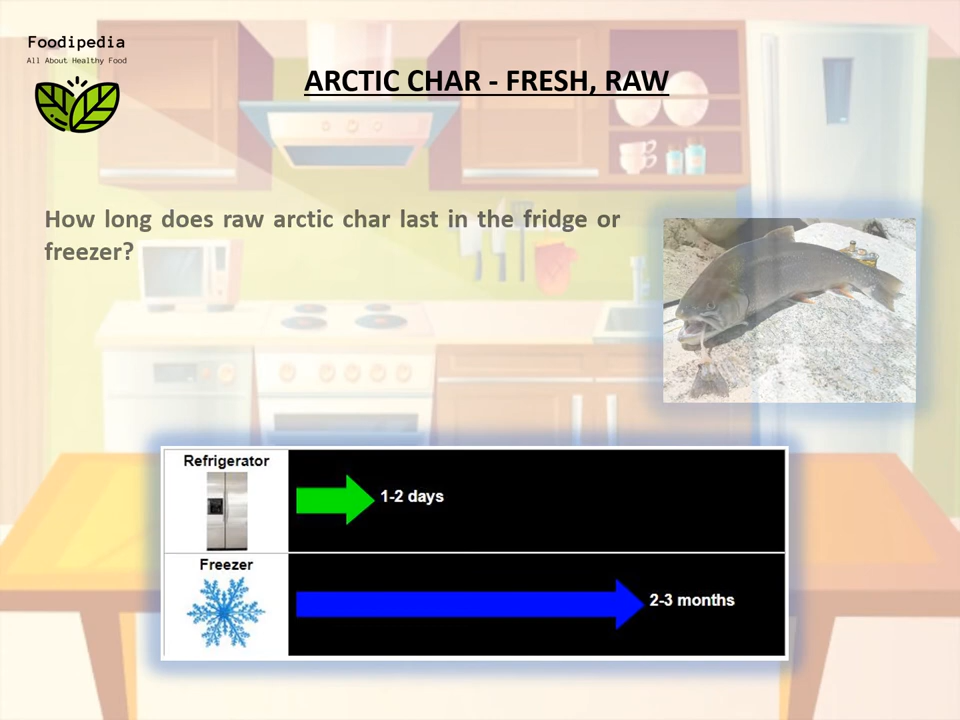 Foodipedia
All About Healthy Food
ARCTIC CHAR - FRESH, RAW
How long does raw arctic char last in the fridge or
freezer?
Refrigerator
1-2 days
Freezer
2-3 months